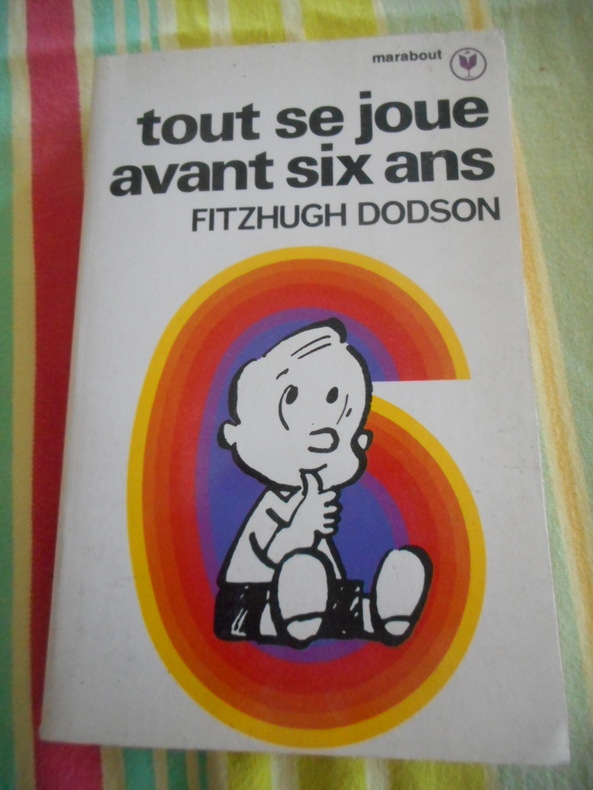 marabout
tout se joue
avant six ans
FITZHUGH DODSON